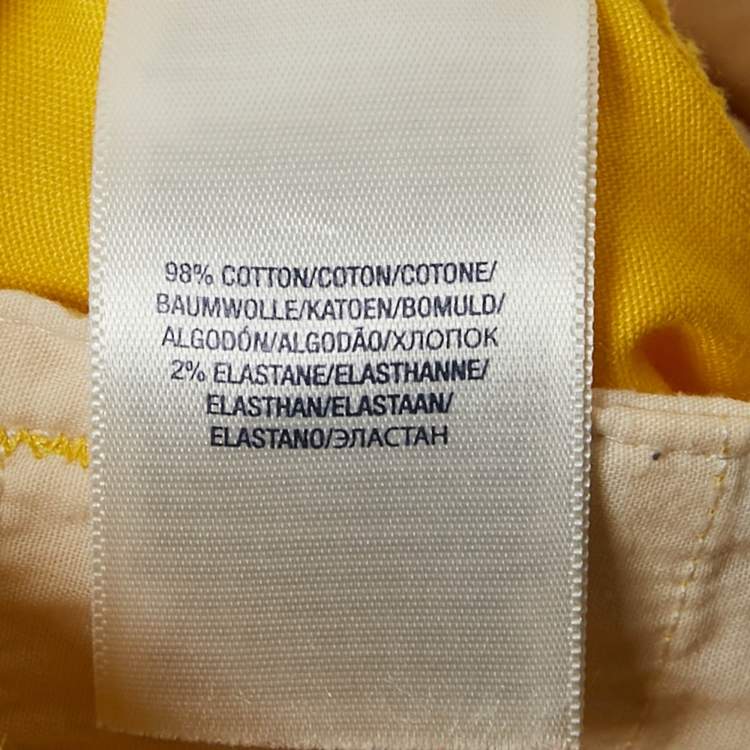 98% COTTON/COTON/COTONE/
BAUMWOLLE/KATOEN/BOMULD/
ALGODÓN/ALGODÃO/ХЛОПОК
2% ELASTANE/ELASTHANNE/
ELASTHAN/ELASTAAN/
ELASTANO/ЭЛАСТАН